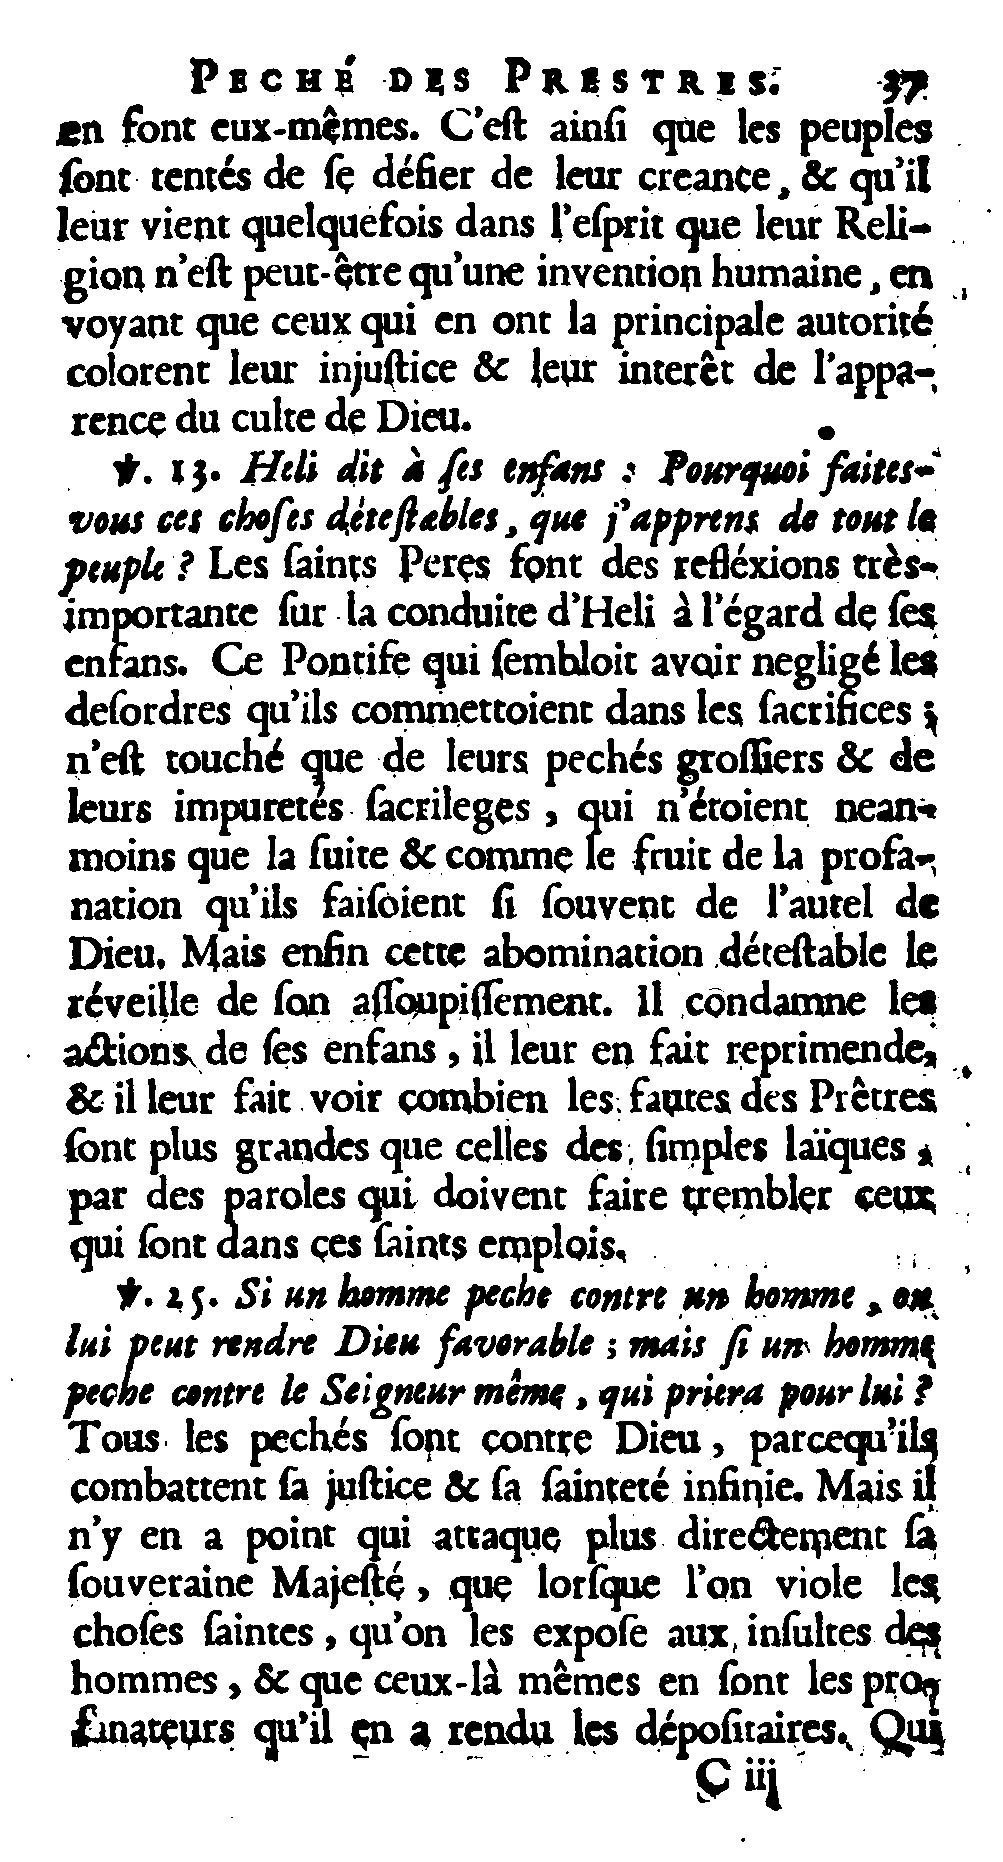 PECHÉ DES PRESTRES. 37
en font eux-mêmes. C'eſt ainſi que les peuples
ſont tentés de ſe défier de leur creance, & qu'il
leur vient quelquefois dans l'eſprit que leur Reli-
gion n'eſt peut-être qu'une invention humaine, en
voyant que ceux qui en ont la principale autorité
colorent leur injuſtice & leur interêt de l'appa-
rence du culte de Dieu.
℣. 13. Heli dit à ſes enfans : Pourquoi faites-
vous ces choſes déteſtables, que j'apprens de tout le
peuple ? Les ſaints Peres font des refléxions très-
importante ſur la conduite d'Heli à l'égard de ſes
enfans. Ce Pontife qui ſembloit avoir negligé les
deſordres qu'ils commettoient dans les ſacrifices ;
n'eſt touché que de leurs pechés groſſiers & de
leurs impuretés ſacrileges, qui n'étoient nean-
moins que la ſuite & comme le fruit de la profa-
nation qu'ils faiſoient ſi ſouvent de l'autel de
Dieu. Mais enfin cette abomination déteſtable le
réveille de ſon aſſoupiſſement. Il condamne les
actions de ſes enfans, il leur en fait reprimende,
& il leur fait voir combien les fautes des Prêtres
ſont plus grandes que celles des ſimples laïques,
par des paroles qui doivent faire trembler ceux
qui ſont dans ces ſaints emplois.
℣. 25. Si un homme peche contre un homme, on
lui peut rendre Dieu favorable ; mais ſi un homme
peche contre le Seigneur même, qui priera pour lui ?
Tous les pechés ſont contre Dieu, parcequ'ils
combattent ſa juſtice & ſa ſainteté infinie. Mais il
n'y en a point qui attaque plus directement ſa
ſouveraine Majeſté, que lorſque l'on viole les
choſes ſaintes, qu'on les expoſe aux inſultes des
hommes, & que ceux-là mêmes en ſont les pro-
fanateurs qu'il en a rendu les dépoſitaires. Qui
C iij